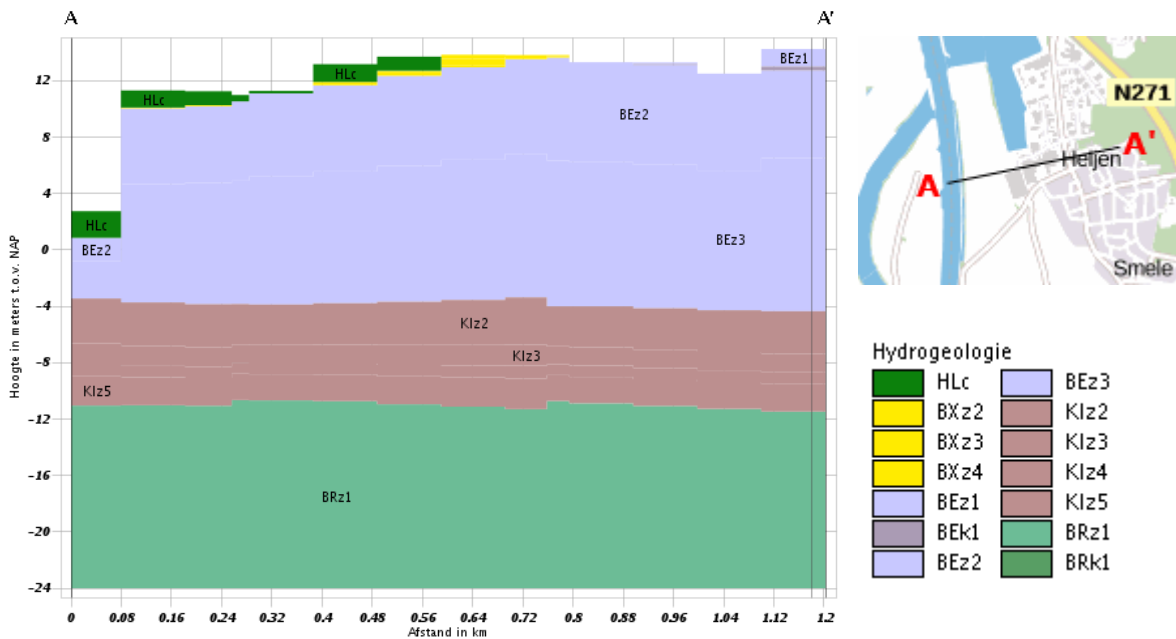 A A'
12
8
4
0
-4
-8
-12
-16
-20
-24
Hoogte in meters t.o.v. NAP
HLc
HLc
HLc
BEz1
BEz2
BEz2
BEz3
KIz2
KIz3
KIz5
BRz1
0 0.08 0.16 0.24 0.32 0.4 0.48 0.56 0.64 0.72 0.8 0.88 0.96 1.04 1.12 1.2
Afstand in km
N271
A'
Heijen
A
Smele
Hydrogeologie
HLc BEz3
BXz2 KIz2
BXz3 KIz3
BXz4 KIz4
BEz1 KIz5
BEk1 BRz1
BEz2 BRk1